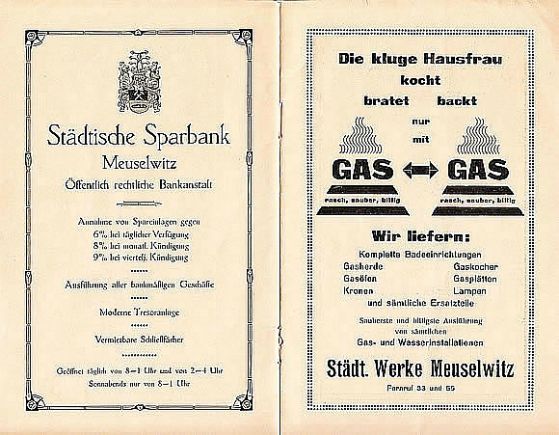 Städtische Sparbank
Meuselwitz
Öffentlich rechtliche Bankanstalt
Annahme von Spareinlagen gegen
6% bei täglicher Verfügung
8% bei monatl. Kündigung
9% bei viertelj. Kündigung
Ausführung aller bankmäßigen Geschäfte
Moderne Tresoranlage
Vermietbare Schließfächer
Geöffnet täglich von 8—1 Uhr und von 2—4 Uhr
Sonnabends nur von 8—1 Uhr
Die kluge Hausfrau
kocht
bratet backt
nur
mit
GAS GAS
rasch, sauber, billig rasch, sauber, billig
Wir liefern:
Komplette Badeeinrichtungen
Gasherde Gaskocher
Gasöfen Gasplätten
Kronen Lampen
und sämtliche Ersatzteile
Sauberste und billigste Ausführung
von sämtlichen
Gas- und Wasserinstallationen
Städt. Werke Meuselwitz
Fernruf 33 und 55